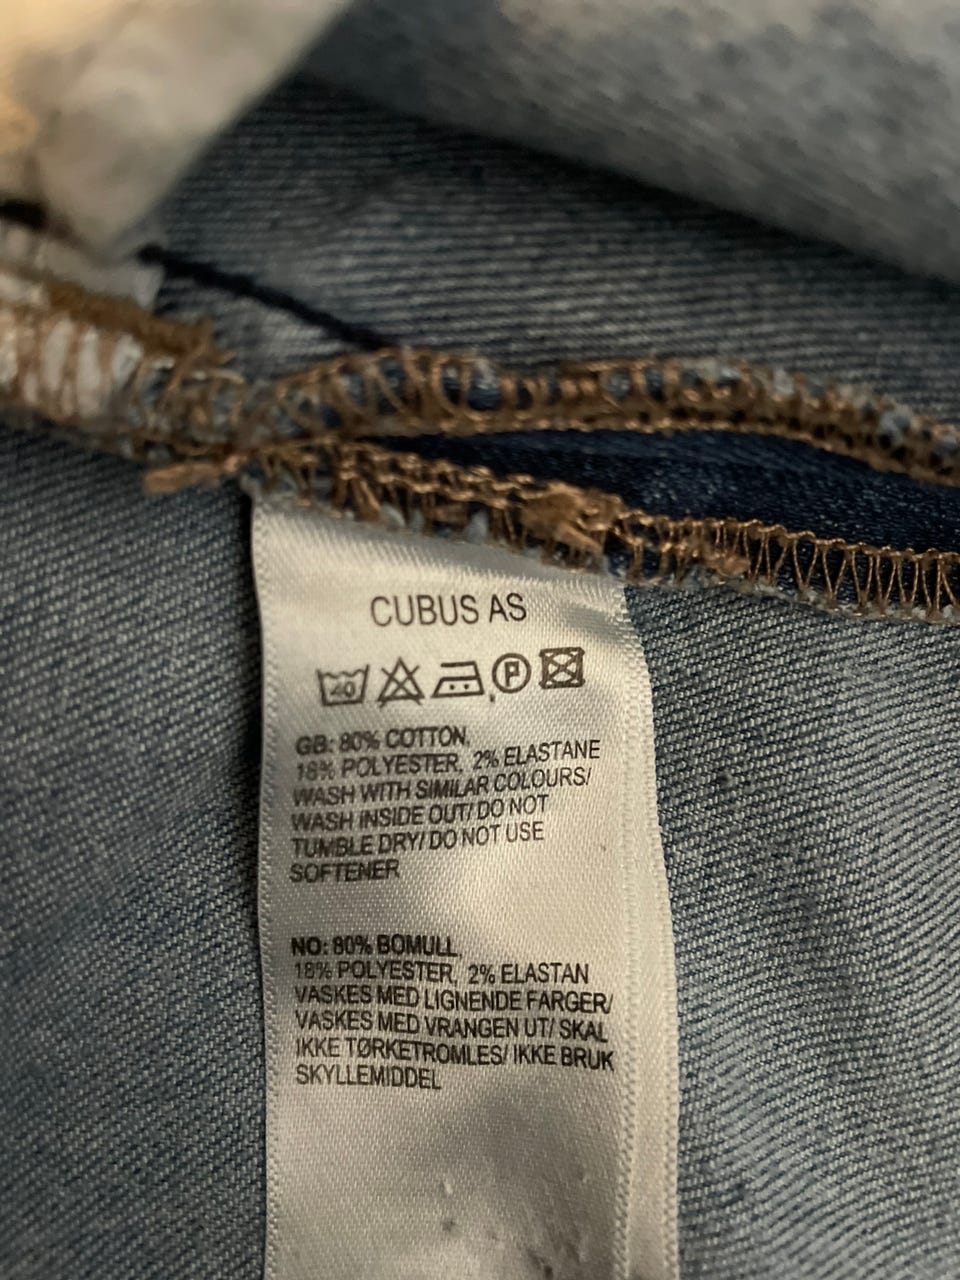 CUBUS AS
40 P
GB: 80% COTTON,
18% POLYESTER, 2% ELASTANE
WASH WITH SIMILAR COLOURS/
WASH INSIDE OUT/ DO NOT
TUMBLE DRY/ DO NOT USE
SOFTENER
NO: 80% BOMULL,
18% POLYESTER, 2% ELASTAN
VASKES MED LIGNENDE FARGER/
VASKES MED VRANGEN UT/ SKAL
IKKE TØRKETROMLES/ IKKE BRUK
SKYLLEMIDDEL